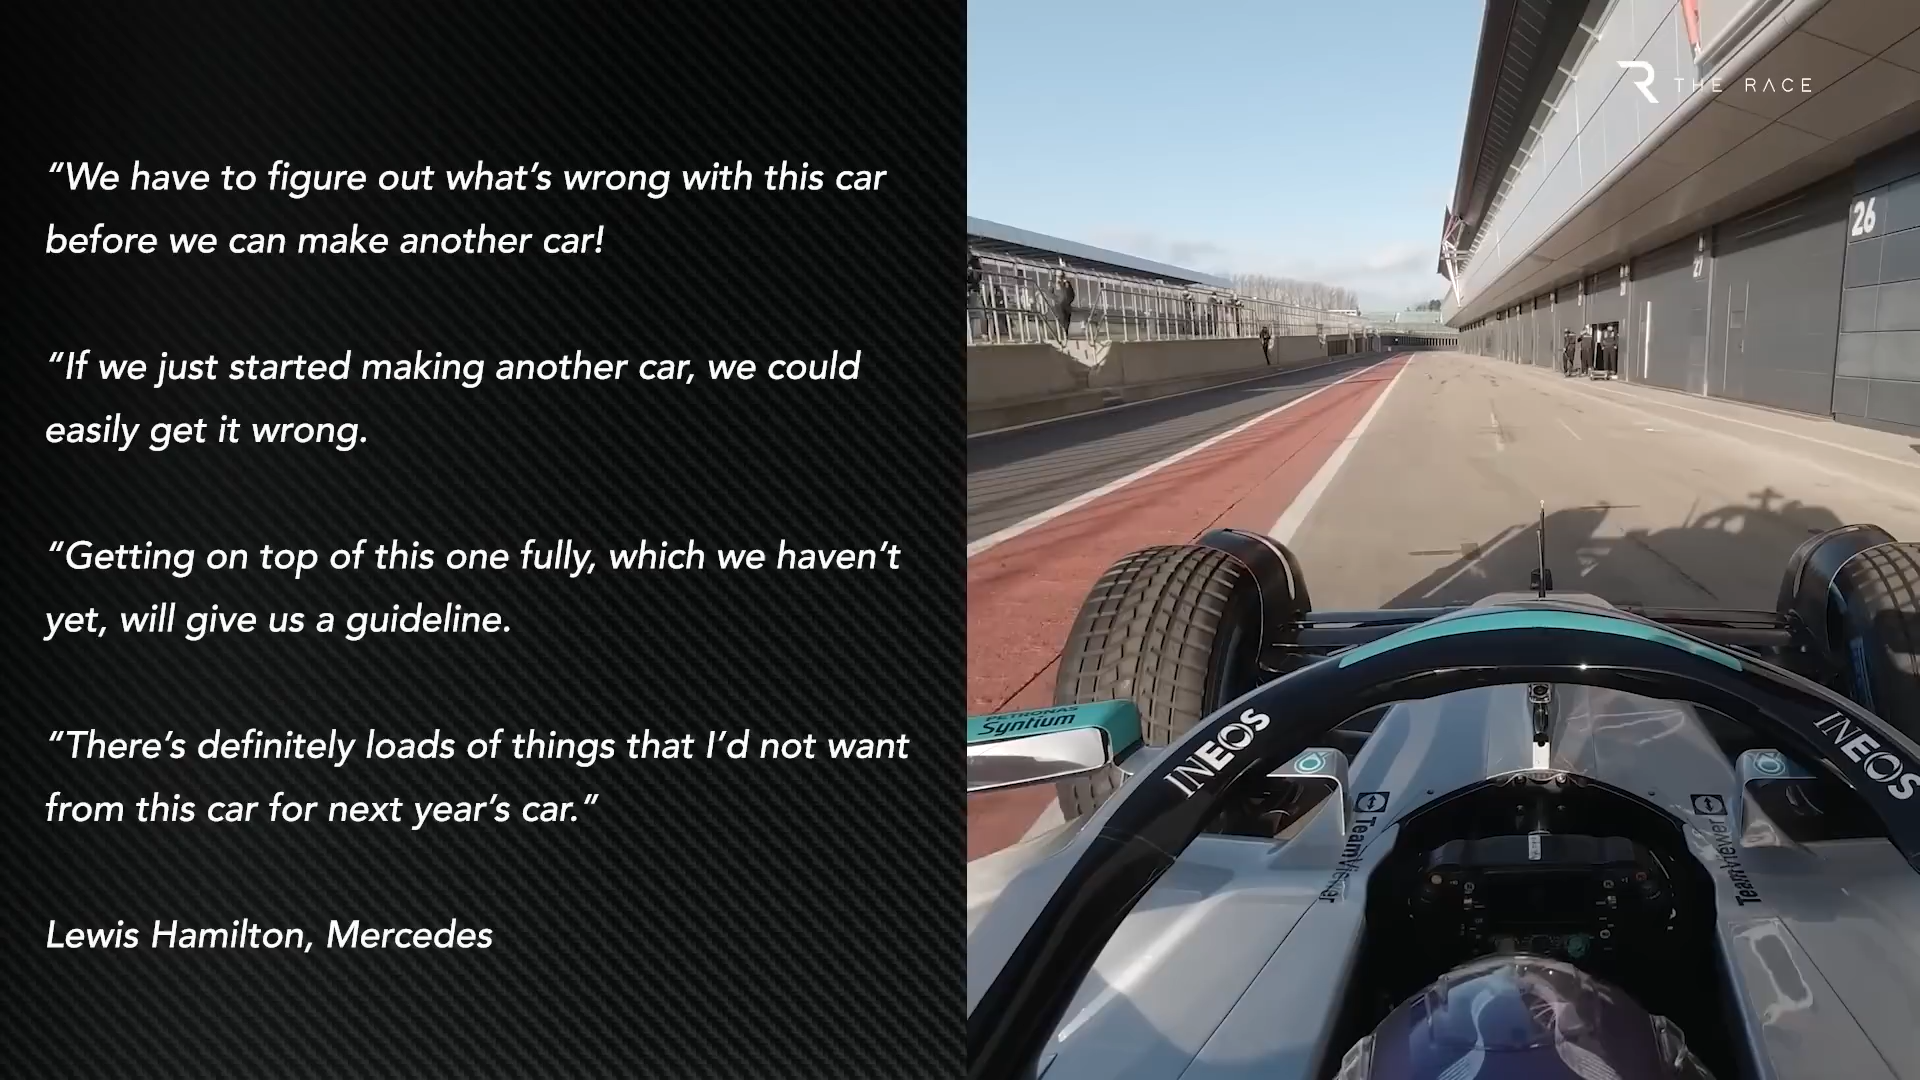 “We have to figure out what’s wrong with this car
before we can make another car!
“If we just started making another car, we could
easily get it wrong.
“Getting on top of this one fully, which we haven’t
yet, will give us a guideline.
“There’s definitely loads of things that I’d not want
from this car for next year’s car.”
Lewis Hamilton, Mercedes
THE RACE
26
27
PETRONAS
Syntium
INEOS
INEOS
TeamViewer
TeamViewer